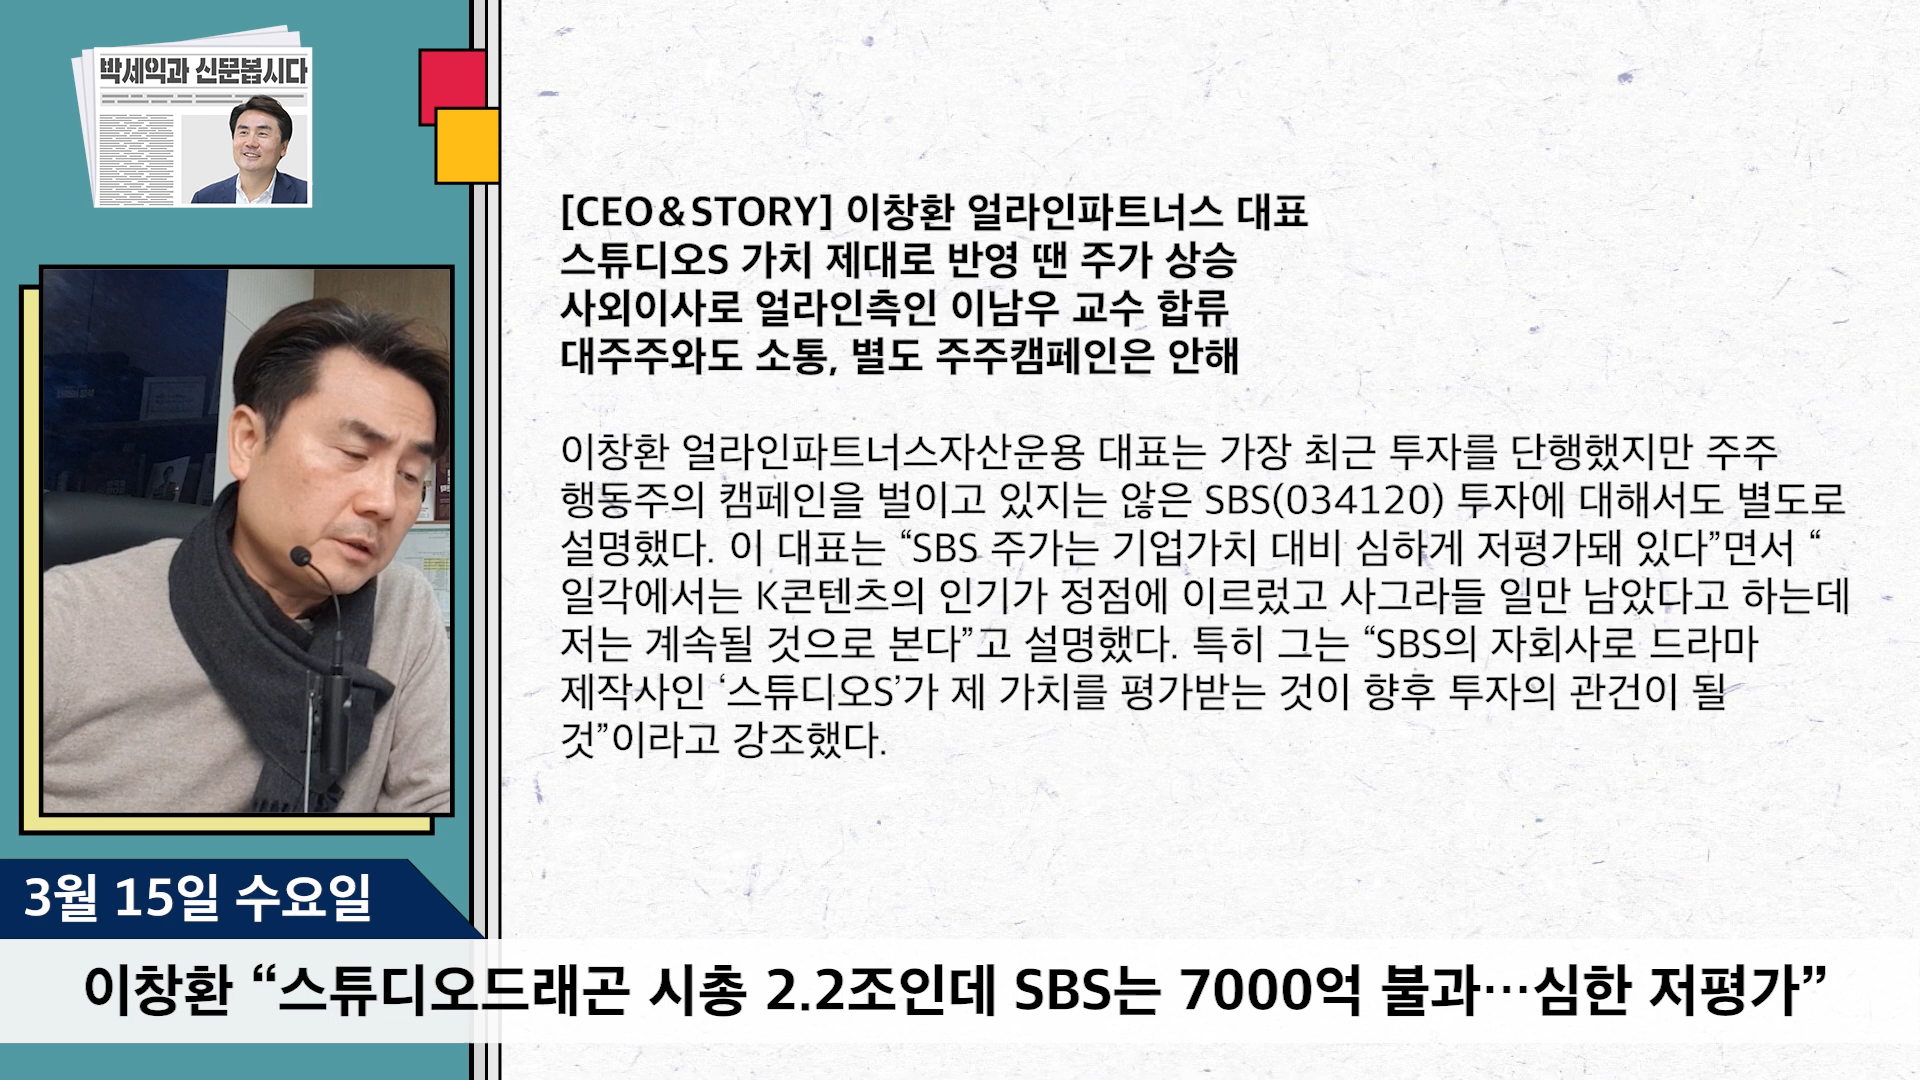 박세익과 신문봅시다
[CEO&STORY] 이창환 얼라인파트너스 대표
스튜디오S 가치 제대로 반영 땐 주가 상승
사외이사로 얼라인측인 이남우 교수 합류
대주주와도 소통, 별도 주주캠페인은 안해
이창환 얼라인파트너스자산운용 대표는 가장 최근 투자를 단행했지만 주주
행동주의 캠페인을 벌이고 있지는 않은 SBS(034120) 투자에 대해서도 별도로
설명했다. 이 대표는 “SBS 주가는 기업가치 대비 심하게 저평가돼 있다”면서 “
일각에서는 K콘텐츠의 인기가 정점에 이르렀고 사그라들 일만 남았다고 하는데
저는 계속될 것으로 본다”고 설명했다. 특히 그는 “SBS의 자회사로 드라마
제작사인 ‘스튜디오S’가 제 가치를 평가받는 것이 향후 투자의 관건이 될
것”이라고 강조했다.
3월 15일 수요일
이창환 “스튜디오드래곤 시총 2.2조인데 SBS는 7000억 불과…심한 저평가”